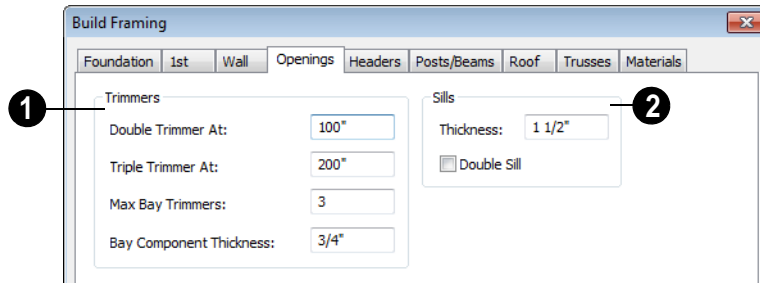 Build Framing
Foundation 1st Wall Openings Headers Posts/Beams Roof Trusses Materials
1
Trimmers
Double Trimmer At: 100"
Triple Trimmer At: 200"
Max Bay Trimmers: 3
Bay Component Thickness: 3/4"
2
Sills
Thickness: 1 1/2"
Double Sill